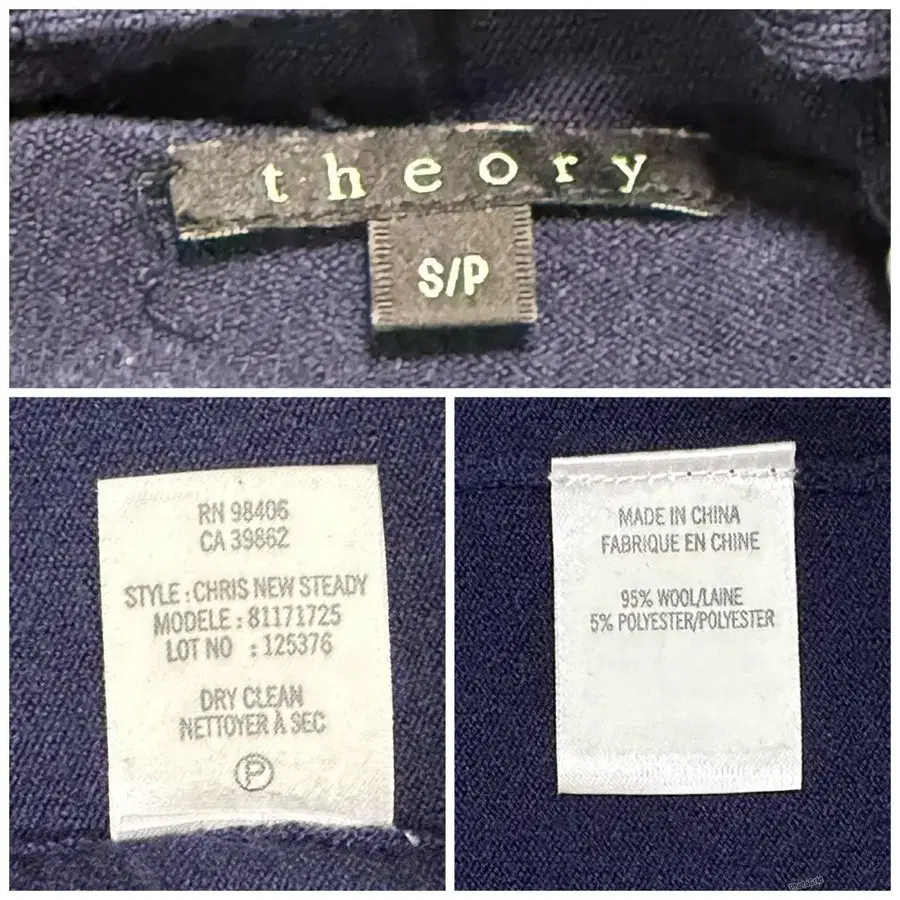 theory
S/P
RN 98406
CA 39862
STYLE : CHRIS NEW STEADY
MODELE : 81171725
LOT NO : 125376
DRY CLEAN
NETTOYER À SEC
P
MADE IN CHINA
FABRIQUE EN CHINE
95% WOOL/LAINE
5% POLYESTER/POLYESTER
PhotoGrid